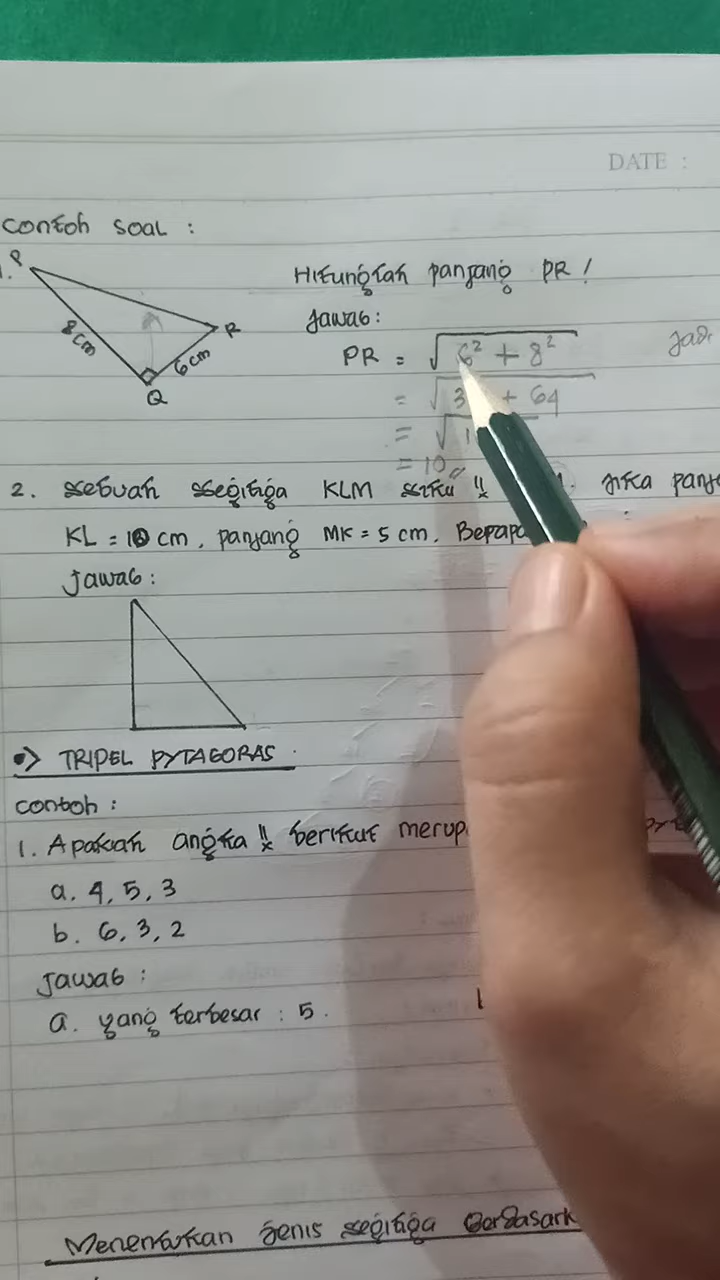 DATE :
Contoh soal :
1. P
8 cm
R
6 cm
Q
Hitunglah panjang PR !
Jawab :
PR = √6² + 8²
= √3 + 64
= √1
= 10
Jadi
2. Sebuah segitiga KLM siku" . Jika panj
KL = 10 cm, panjang MK = 5 cm. Bepapa
Jawab :
•> TRIPEL PYTAGORAS
contoh :
1. Apakah angka" berikut merup
a. 4, 5, 3
b. 6, 3, 2
Jawab :
a. yang terbesar : 5.
Menentukan jenis segitiga berdasark